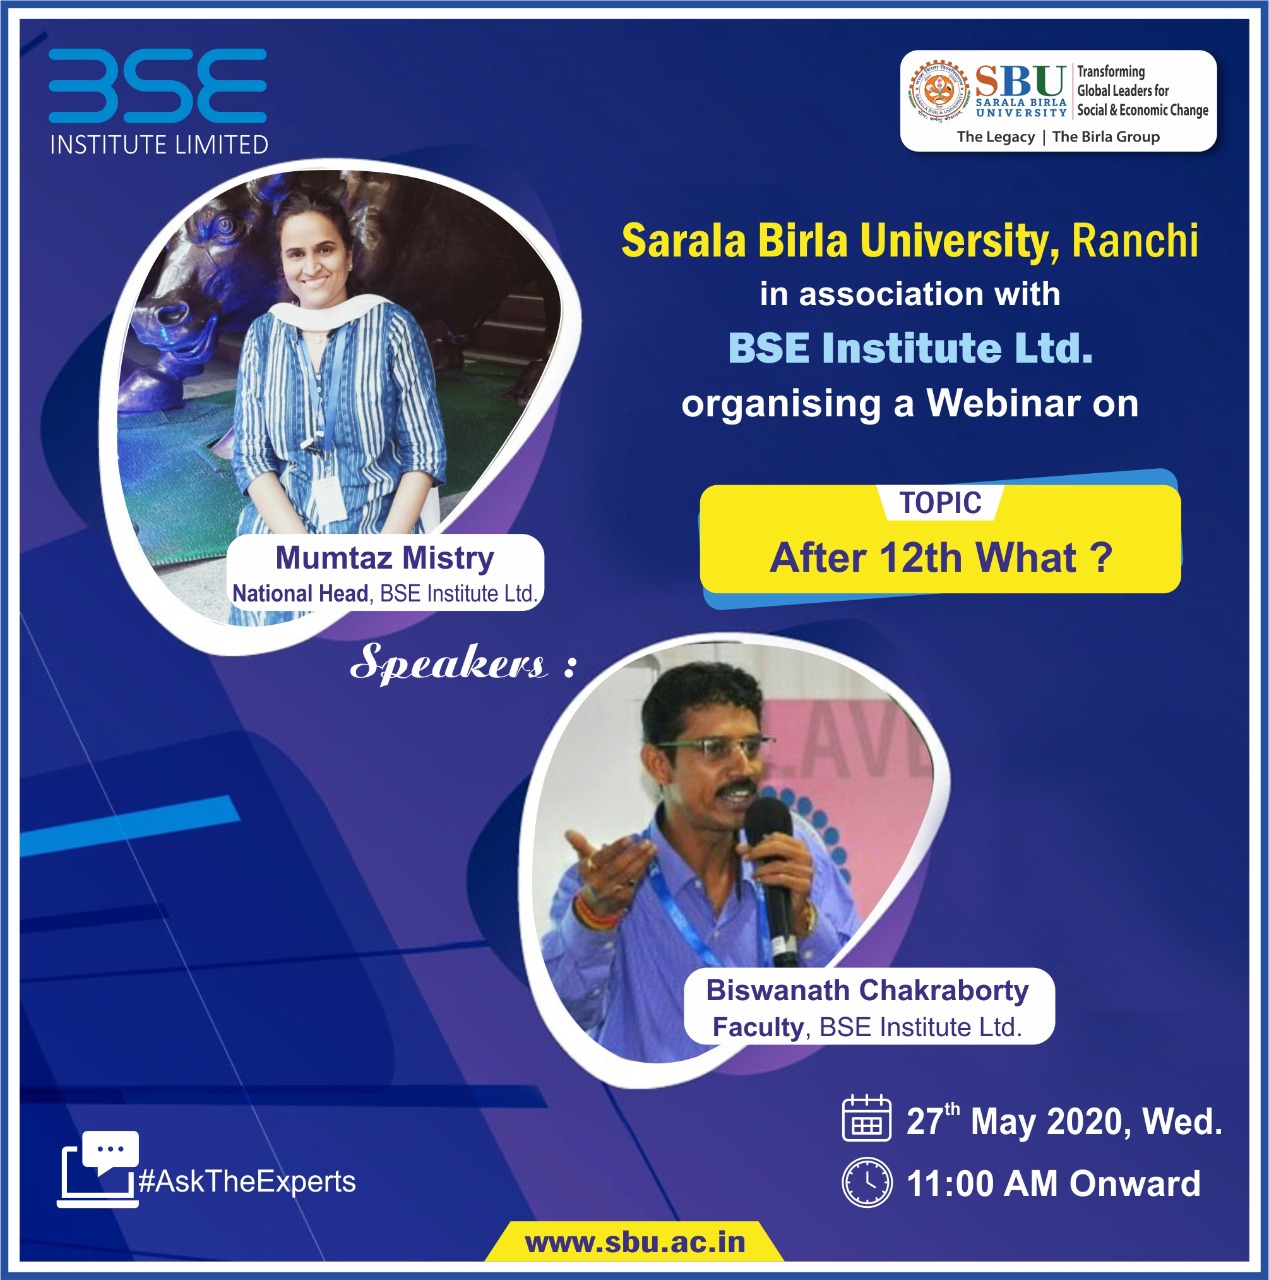 BSE
INSTITUTE LIMITED
SBU
SARALA BIRLA
UNIVERSITY
Transforming
Global Leaders for
Social & Economic Change
The Legacy | The Birla Group
Sarala Birla University, Ranchi
in association with
BSE Institute Ltd.
organising a Webinar on
TOPIC
After 12th What ?
Mumtaz Mistry
National Head, BSE Institute Ltd.
Speakers :
.AVE
Biswanath Chakraborty
Faculty, BSE Institute Ltd.
27th May 2020, Wed.
11:00 AM Onward
#AskTheExperts
www.sbu.ac.in